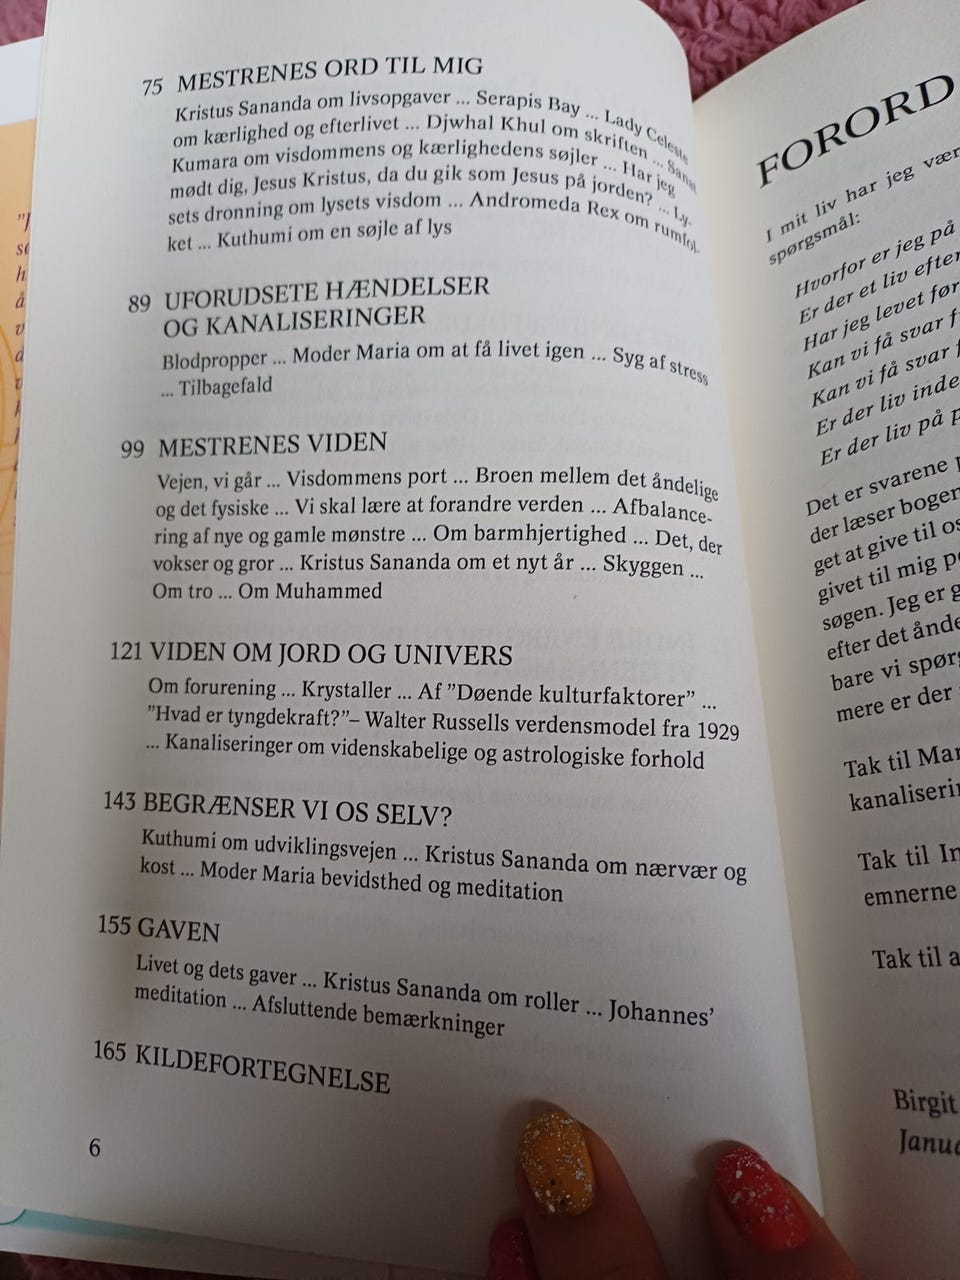 75 MESTRENES ORD TIL MIG
Kristus Sananda om livsopgaver ... Serapis Bay ... Lady Celeste
om kærlighed og efterlivet ... Djwhal Khul om skriften ... Sanat
Kumara om visdommens og kærlighedens søjler ... Har jeg
mødt dig, Jesus Kristus, da du gik som Jesus på jorden? ... Ly-
sets dronning om lysets visdom ... Andromeda Rex om rumfol-
ket ... Kuthumi om en søjle af lys
89 UFORUDSETE HÆNDELSER
OG KANALISERINGER
Blodpropper ... Moder Maria om at få livet igen ... Syg af stress
... Tilbagefald
99 MESTRENES VIDEN
Vejen, vi går ... Visdommens port ... Broen mellem det åndelige
og det fysiske ... Vi skal lære at forandre verden ... Afbalance-
ring af nye og gamle mønstre ... Om barmhjertighed ... Det, der
vokser og gror ... Kristus Sananda om et nyt år ... Skyggen ...
Om tro ... Om Muhammed
121 VIDEN OM JORD OG UNIVERS
Om forurening ... Krystaller ... Af ”Døende kulturfaktorer” ...
”Hvad er tyngdekraft?”– Walter Russells verdensmodel fra 1929
... Kanaliseringer om videnskabelige og astrologiske forhold
143 BEGRÆNSER VI OS SELV?
Kuthumi om udviklingsvejen ... Kristus Sananda om nærvær og
kost ... Moder Maria bevidsthed og meditation
155 GAVEN
Livet og dets gaver ... Kristus Sananda om roller ... Johannes’
meditation ... Afsluttende bemærkninger
165 KILDEFORTEGNELSE
6
FORORD
I mit liv har jeg
spørgsmål:
Hvorfor er jeg på
Er der et liv efter
Har jeg levet før
Kan vi få svar
Kan vi få svar
Er der liv
Er der liv på
Det er svarene
der læser bogen
get at give til
givet til mig
søgen. Jeg er
efter det
bare vi
mere er der
Tak til
Tak til
emnerne
Tak til
Birgit